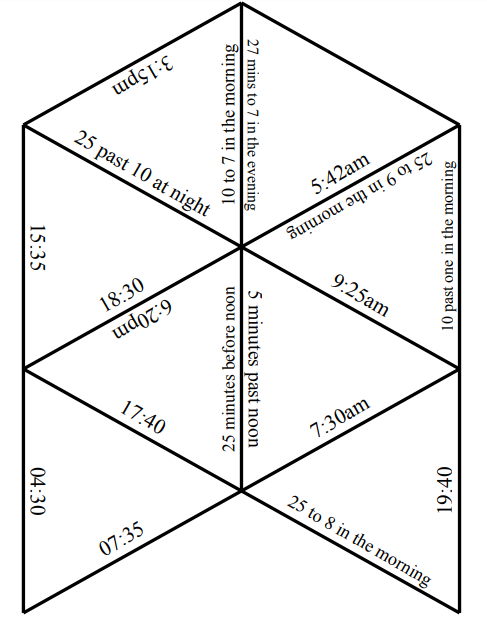 3:15pm
10 to 7 in the morning
27 mins to 7 in the evening
25 past 10 at night
5:42am
25 to 9 in the morning
10 past one in the morning
15:35
18:30
6:20pm
9:25am
25 minutes before noon
5 minutes past noon
17:40
7:30am
04:30
07:35
25 to 8 in the morning
19:40